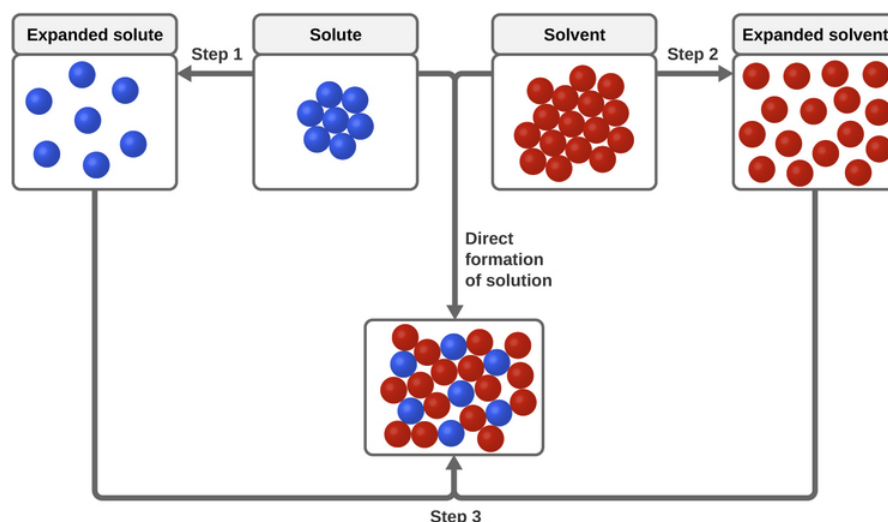 Expanded solute
Step 1
Solute
Solvent
Step 2
Expanded solvent
Direct
formation
of solution
Step 3